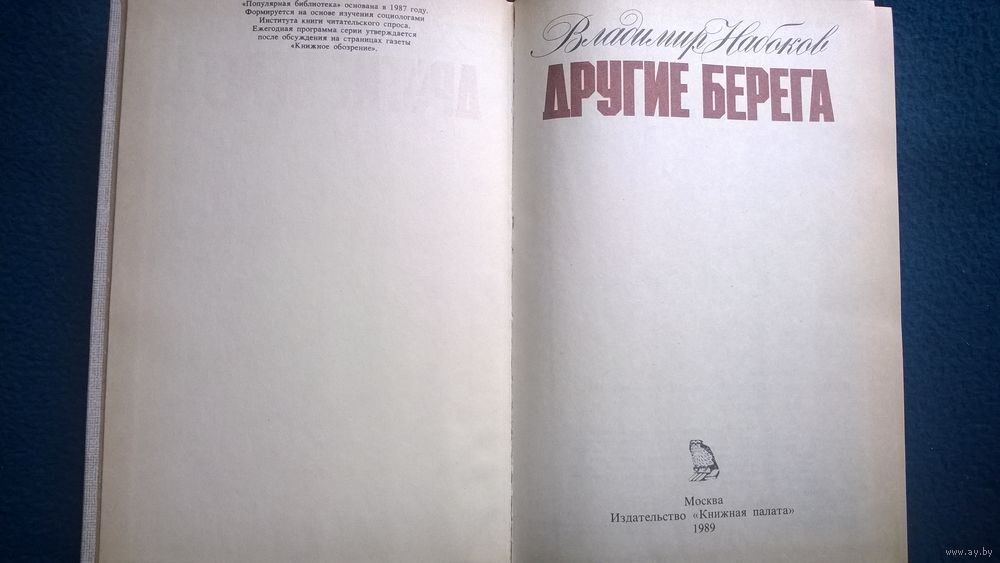 «Популярная библиотека» основана в 1987 году.
Формируется на основе изучения социологами
Института книги читательского спроса.
Ежегодная программа серии утверждается
после обсуждения на страницах газеты
«Книжное обозрение».
Владимир Набоков
ДРУГИЕ БЕРЕГА
Москва
Издательство «Книжная палата»
1989
www.ay.by